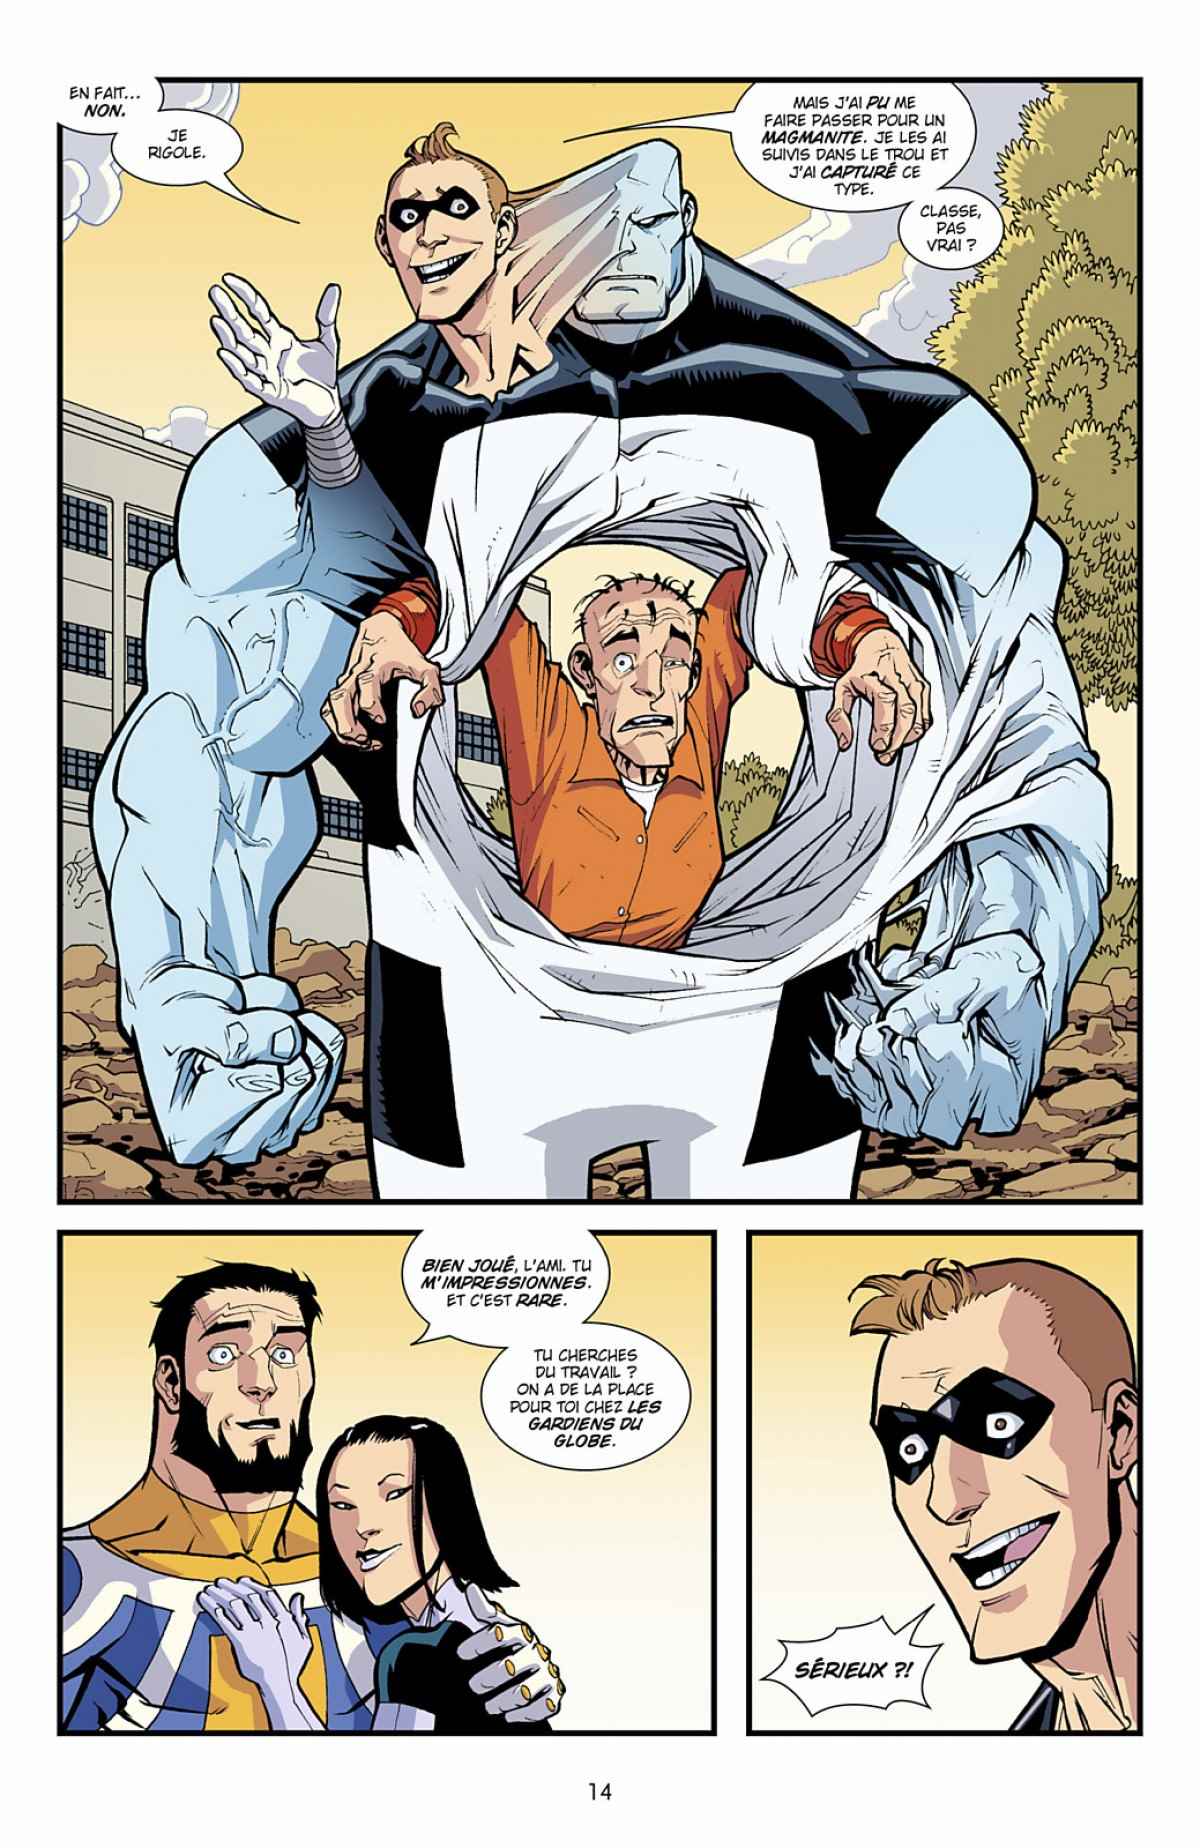 EN FAIT...
NON.
JE
RIGOLE.
MAIS J'AI PU ME
FAIRE PASSER POUR UN
MAGMANITE. JE LES AI
SUIVIS DANS LE TROU ET
J'AI CAPTURÉ CE
TYPE.
CLASSE,
PAS
VRAI ?
BIEN JOUÉ, L'AMI. TU
M'IMPRESSIONNES.
ET C'EST RARE.
TU CHERCHES
DU TRAVAIL ?
ON A DE LA PLACE
POUR TOI CHEZ LES
GARDIENS DU
GLOBE.
SÉRIEUX ?!
14